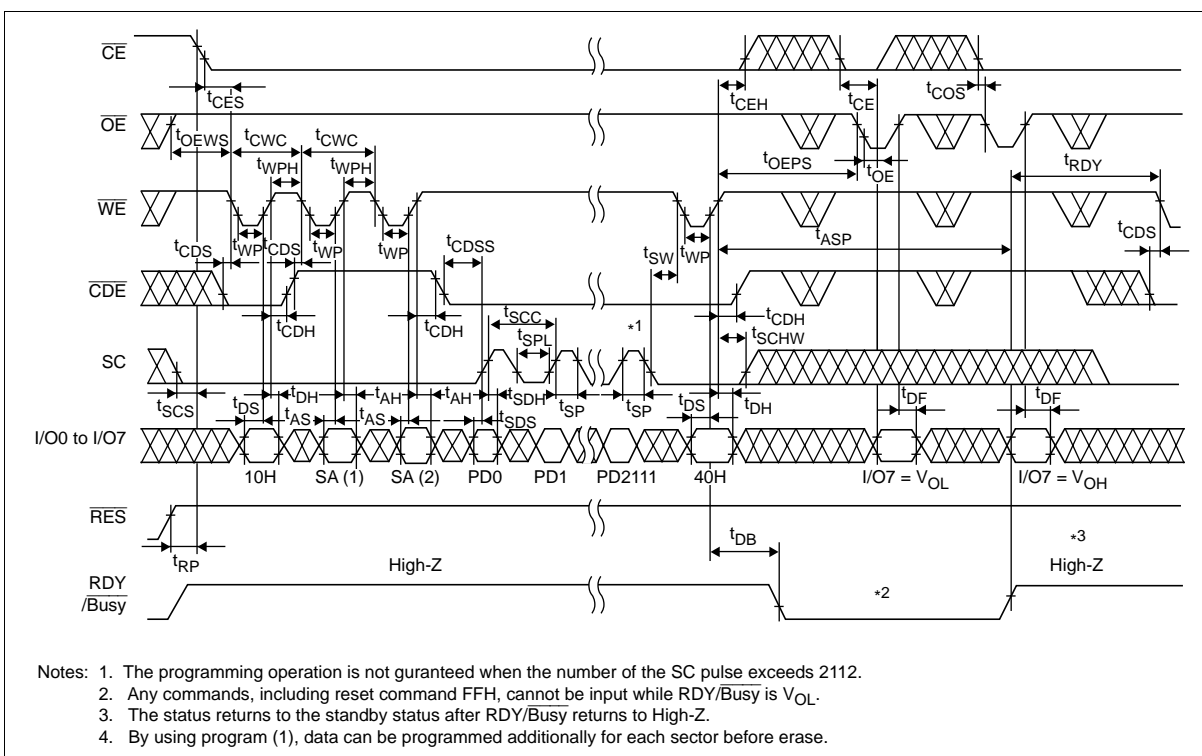 CE
tCES tCEH tCE tCOS
OE
tOEWS tCWC tCWC tOEPS tOE tRDY
tWPH tWPH
WE
tCDS tWP tCDS tWP tWP tCDSS tSW tWP tASP tCDS
CDE
tCDH tCDH tSCC *1 tCDH
tSPL tSCHW
SC
tSCS tDS tDH tAS tAH tAS tAH tSDH tSDS tSP tSP tDS tDH tDF tDF
I/O0 to I/O7
10H SA (1) SA (2) PD0 PD1 PD2111 40H I/O7 = VOL I/O7 = VOH
RES
tRP tDB *3
High-Z High-Z
RDY
/Busy *2
Notes: 1. The programming operation is not guranteed when the number of the SC pulse exceeds 2112.
2. Any commands, including reset command FFH, cannot be input while RDY/Busy is VOL.
3. The status returns to the standby status after RDY/Busy returns to High-Z.
4. By using program (1), data can be programmed additionally for each sector before erase.